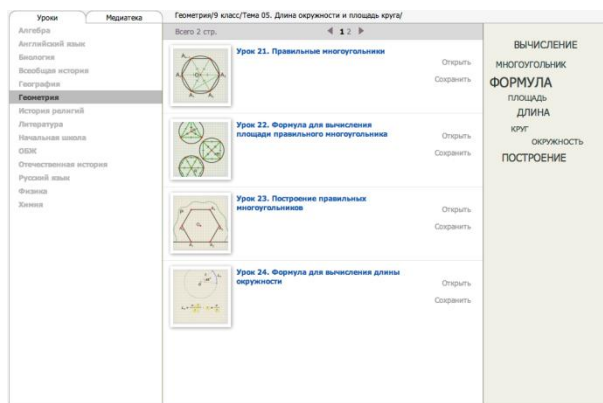 Уроки
Медиатека
Алгебра
Английский язык
Биология
Всеобщая история
География
Геометрия
История религий
Литература
Начальная школа
ОБЖ
Отечественная история
Русский язык
Физика
Химия
Геометрия/9 класс/Тема 05. Длина окружности и площадь круга/
Всего 2 стр.
1 2
Урок 21. Правильные многоугольники
Открыть
Сохранить
Урок 22. Формула для вычисления
площади правильного многоугольника
Открыть
Сохранить
Урок 23. Построение правильных
многоугольников
Открыть
Сохранить
Урок 24. Формула для вычисления длины
окружности
Открыть
Сохранить
ВЫЧИСЛЕНИЕ
МНОГОУГОЛЬНИК
ФОРМУЛА
ПЛОЩАДЬ
ДЛИНА
КРУГ
ОКРУЖНОСТЬ
ПОСТРОЕНИЕ